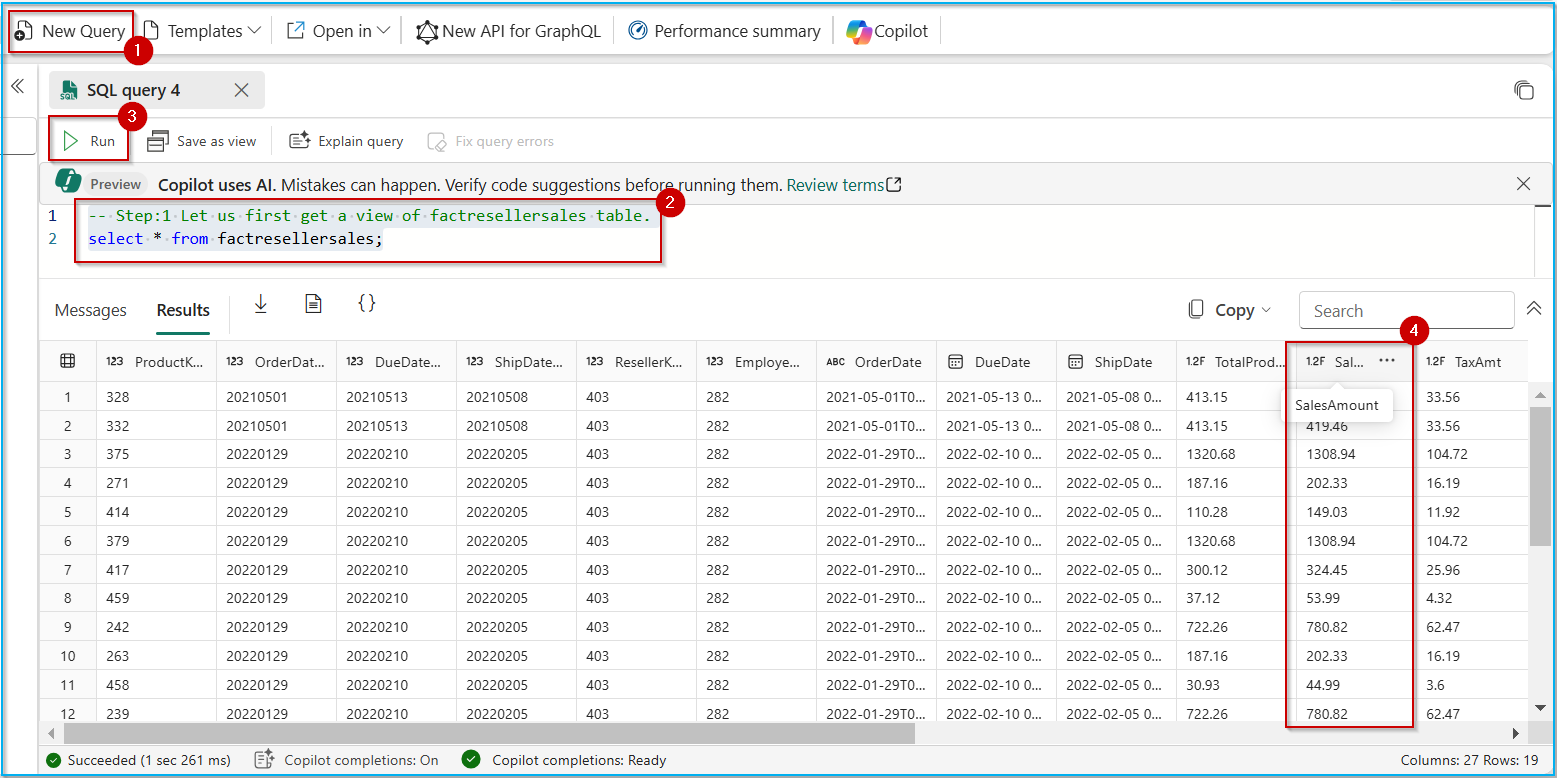 New Query Templates Open in New API for GraphQL Performance summary Copilot
1
SQL query 4
3
Run Save as view Explain query Fix query errors
Preview Copilot uses AI. Mistakes can happen. Verify code suggestions before running them. Review terms
2
1 -- Step:1 Let us first get a view of factresellersales table.
2 select * from factresellersales;
Messages Results {} Copy Search
4
123 ProductK... 123 OrderDat... 123 DueDate... 123 ShipDate... 123 ResellerK... 123 Employe... ABC OrderDate DueDate ShipDate 1.2F TotalProd... 1.2F Sal... ... 1.2F TaxAmt
SalesAmount
1 328 20210501 20210513 20210508 403 282 2021-05-01T0... 2021-05-13 0... 2021-05-08 0... 413.15 33.56
2 332 20210501 20210513 20210508 403 282 2021-05-01T0... 2021-05-13 0... 2021-05-08 0... 413.15 419.46 33.56
3 375 20220129 20220210 20220205 403 282 2022-01-29T0... 2022-02-10 0... 2022-02-05 0... 1320.68 1308.94 104.72
4 271 20220129 20220210 20220205 403 282 2022-01-29T0... 2022-02-10 0... 2022-02-05 0... 187.16 202.33 16.19
5 414 20220129 20220210 20220205 403 282 2022-01-29T0... 2022-02-10 0... 2022-02-05 0... 110.28 149.03 11.92
6 379 20220129 20220210 20220205 403 282 2022-01-29T0... 2022-02-10 0... 2022-02-05 0... 1320.68 1308.94 104.72
7 417 20220129 20220210 20220205 403 282 2022-01-29T0... 2022-02-10 0... 2022-02-05 0... 300.12 324.45 25.96
8 459 20220129 20220210 20220205 403 282 2022-01-29T0... 2022-02-10 0... 2022-02-05 0... 37.12 53.99 4.32
9 242 20220129 20220210 20220205 403 282 2022-01-29T0... 2022-02-10 0... 2022-02-05 0... 722.26 780.82 62.47
10 263 20220129 20220210 20220205 403 282 2022-01-29T0... 2022-02-10 0... 2022-02-05 0... 187.16 202.33 16.19
11 458 20220129 20220210 20220205 403 282 2022-01-29T0... 2022-02-10 0... 2022-02-05 0... 30.93 44.99 3.6
12 239 20220129 20220210 20220205 403 282 2022-01-29T0... 2022-02-10 0... 2022-02-05 0... 722.26 780.82 62.47
Succeeded (1 sec 261 ms) Copilot completions: On Copilot completions: Ready Columns: 27 Rows: 19